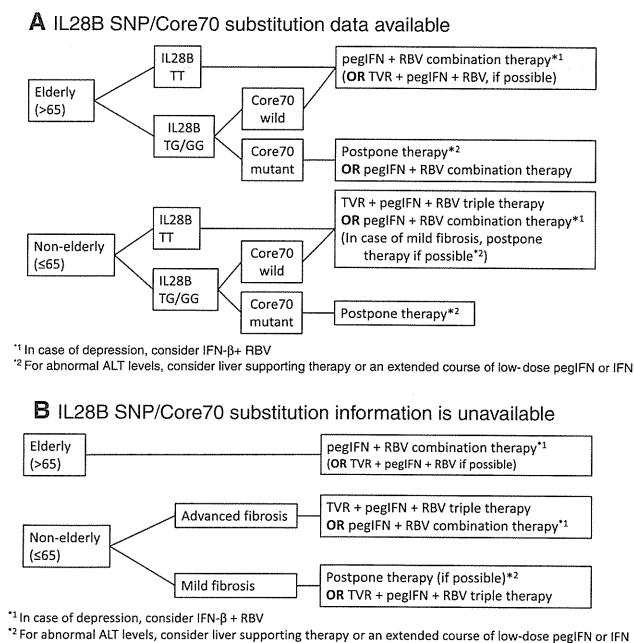 A IL28B SNP/Core70 substitution data available
Elderly
(>65)
IL28B
TT
IL28B
TG/GG
Core70
wild
Core70
mutant
pegIFN + RBV combination therapy*1
(OR TVR + pegIFN + RBV, if possible)
Postpone therapy*2
OR pegIFN + RBV combination therapy
Non-elderly
(≤65)
IL28B
TT
IL28B
TG/GG
Core70
wild
Core70
mutant
TVR + pegIFN + RBV triple therapy
OR pegIFN + RBV combination therapy*1
(In case of mild fibrosis, postpone
therapy if possible*2)
Postpone therapy*2
*1 In case of depression, consider IFN-β+ RBV
*2 For abnormal ALT levels, consider liver supporting therapy or an extended course of low-dose pegIFN or IFN
B IL28B SNP/Core70 substitution information is unavailable
Elderly
(>65)
pegIFN + RBV combination therapy*1
(OR TVR + pegIFN + RBV if possible)
Non-elderly
(≤65)
Advanced fibrosis
TVR + pegIFN + RBV triple therapy
OR pegIFN + RBV combination therapy*1
Mild fibrosis
Postpone therapy (if possible)*2
OR TVR + pegIFN + RBV triple therapy
*1 In case of depression, consider IFN-β + RBV
*2 For abnormal ALT levels, consider liver supporting therapy or an extended course of low-dose pegIFN or IFN